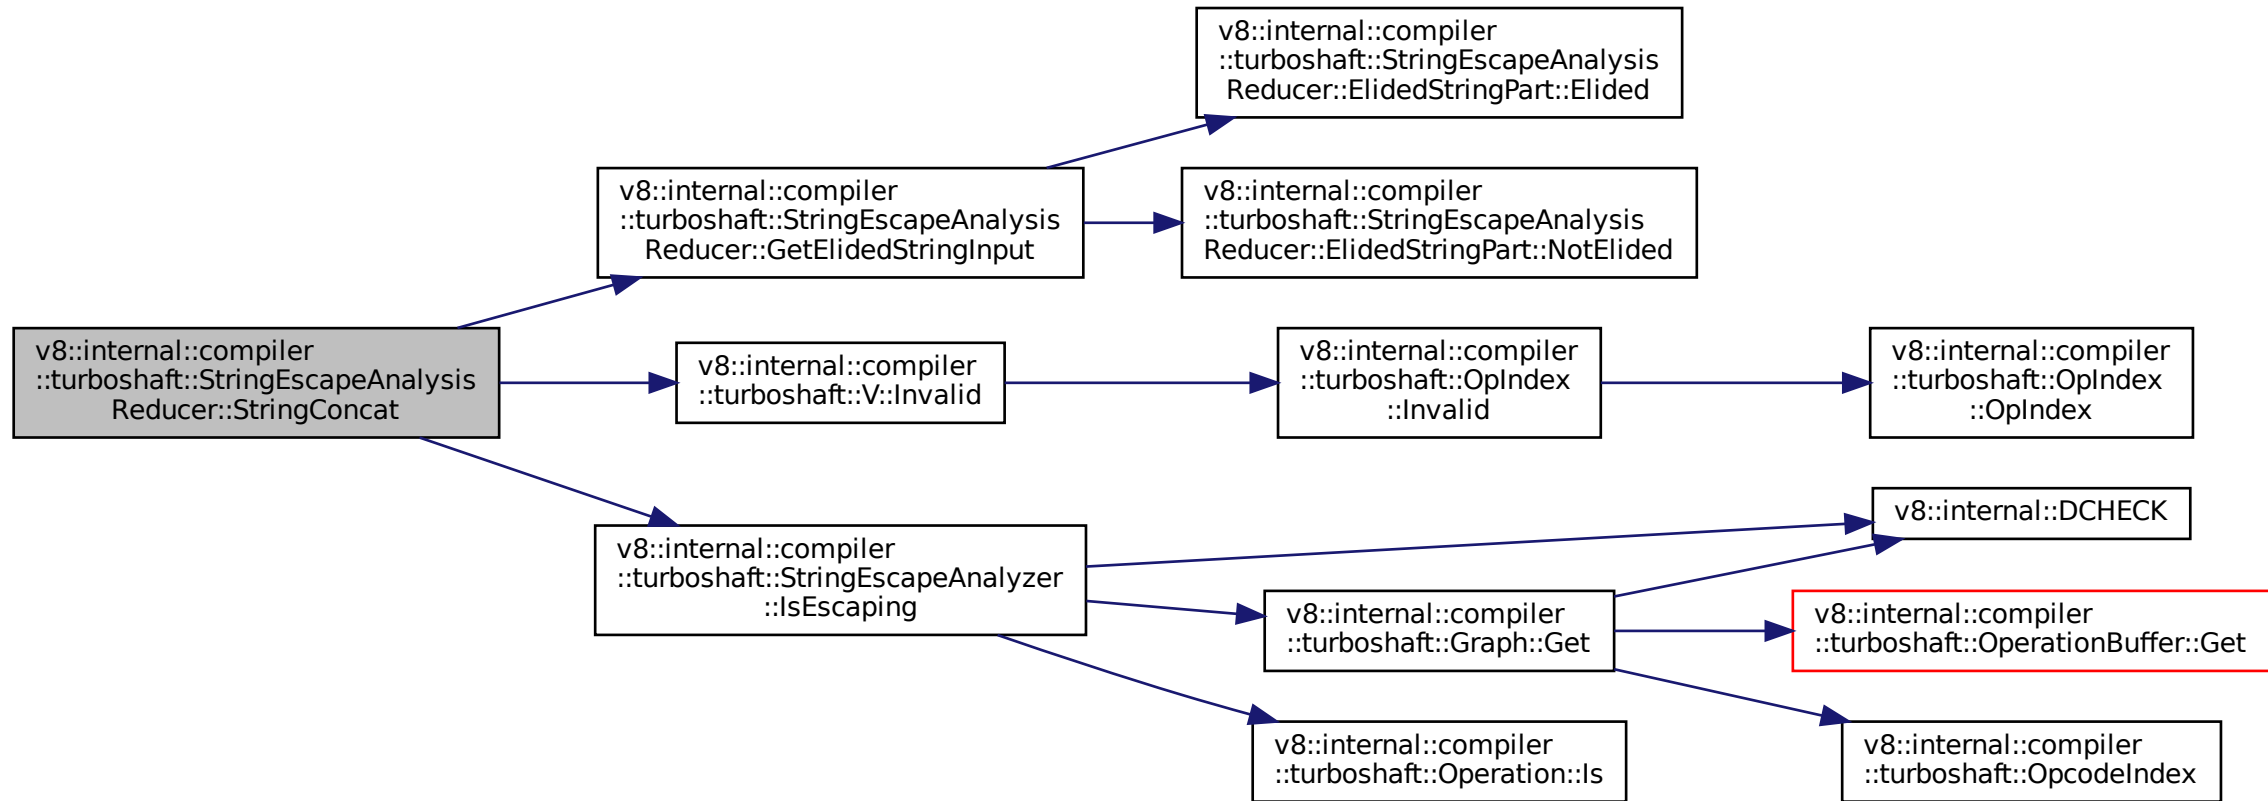 v8::internal::compiler
::turboshaft::StringEscapeAnalysis
Reducer::StringConcat
v8::internal::compiler
::turboshaft::StringEscapeAnalysis
Reducer::GetElidedStringInput
v8::internal::compiler
::turboshaft::StringEscapeAnalysis
Reducer::ElidedStringPart::Elided
v8::internal::compiler
::turboshaft::StringEscapeAnalysis
Reducer::ElidedStringPart::NotElided
v8::internal::compiler
::turboshaft::V::Invalid
v8::internal::compiler
::turboshaft::OpIndex
::Invalid
v8::internal::compiler
::turboshaft::OpIndex
::OpIndex
v8::internal::compiler
::turboshaft::StringEscapeAnalyzer
::IsEscaping
v8::internal::DCHECK
v8::internal::compiler
::turboshaft::Graph::Get
v8::internal::compiler
::turboshaft::OperationBuffer::Get
v8::internal::compiler
::turboshaft::Operation::Is
v8::internal::compiler
::turboshaft::OpcodeIndex